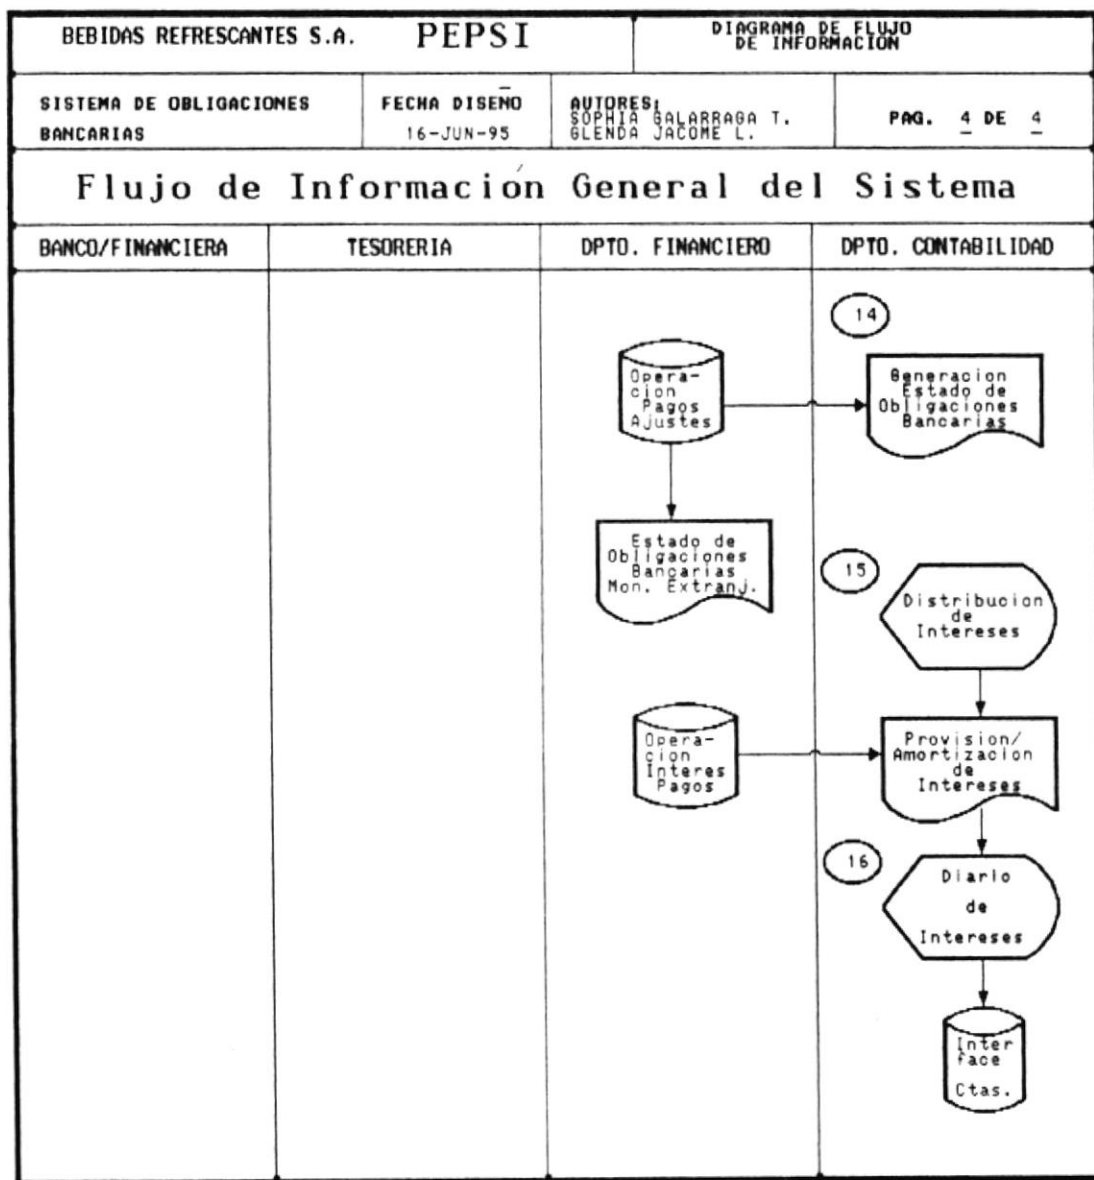 BEBIDAS REFRESCANTES S.A. PEPSI
DIAGRAMA DE FLUJO
DE INFORMACION
SISTEMA DE OBLIGACIONES
BANCARIAS
FECHA DISEÑO
16-JUN-95
AUTORES:
SOPHIA GALARRAGA T.
GLENDA JACOME L.
PAG. 4 DE 4
Flujo de Información General del Sistema
BANCO/FINANCIERA
TESORERIA
DPTO. FINANCIERO
DPTO. CONTABILIDAD
14
Opera-
cion
Pagos
Ajustes
Generacion
Estado de
Obligaciones
Bancarias
Estado de
Obligaciones
Bancarias
Mon. Extranj.
15
Distribucion
de
Intereses
Opera-
cion
Interes
Pagos
Provision/
Amortizacion
de
Intereses
16
Diario
de
Intereses
Inter
face
Ctas.